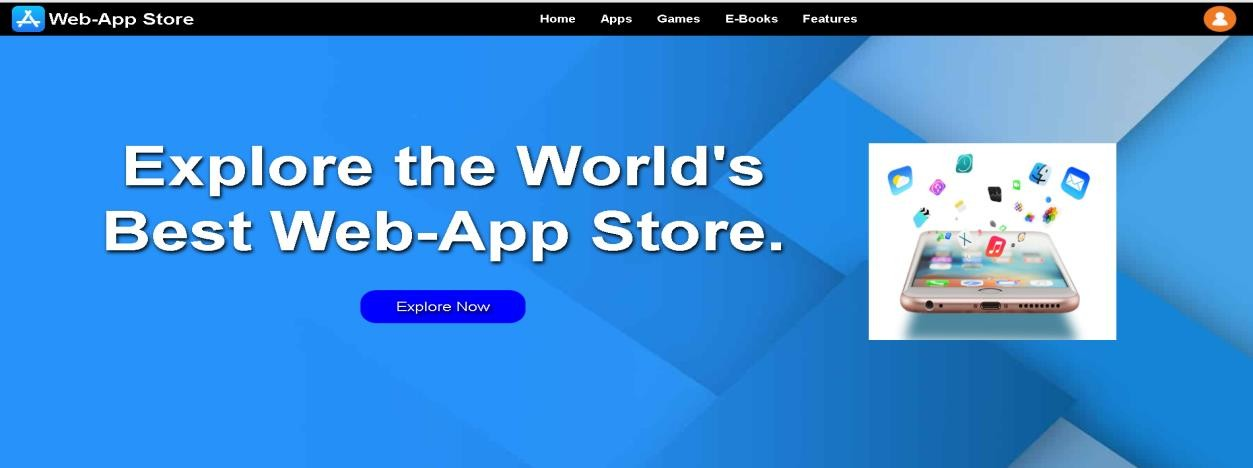 Web-App Store
Home Apps Games E-Books Features
Explore the World's
Best Web-App Store.
Explore Now